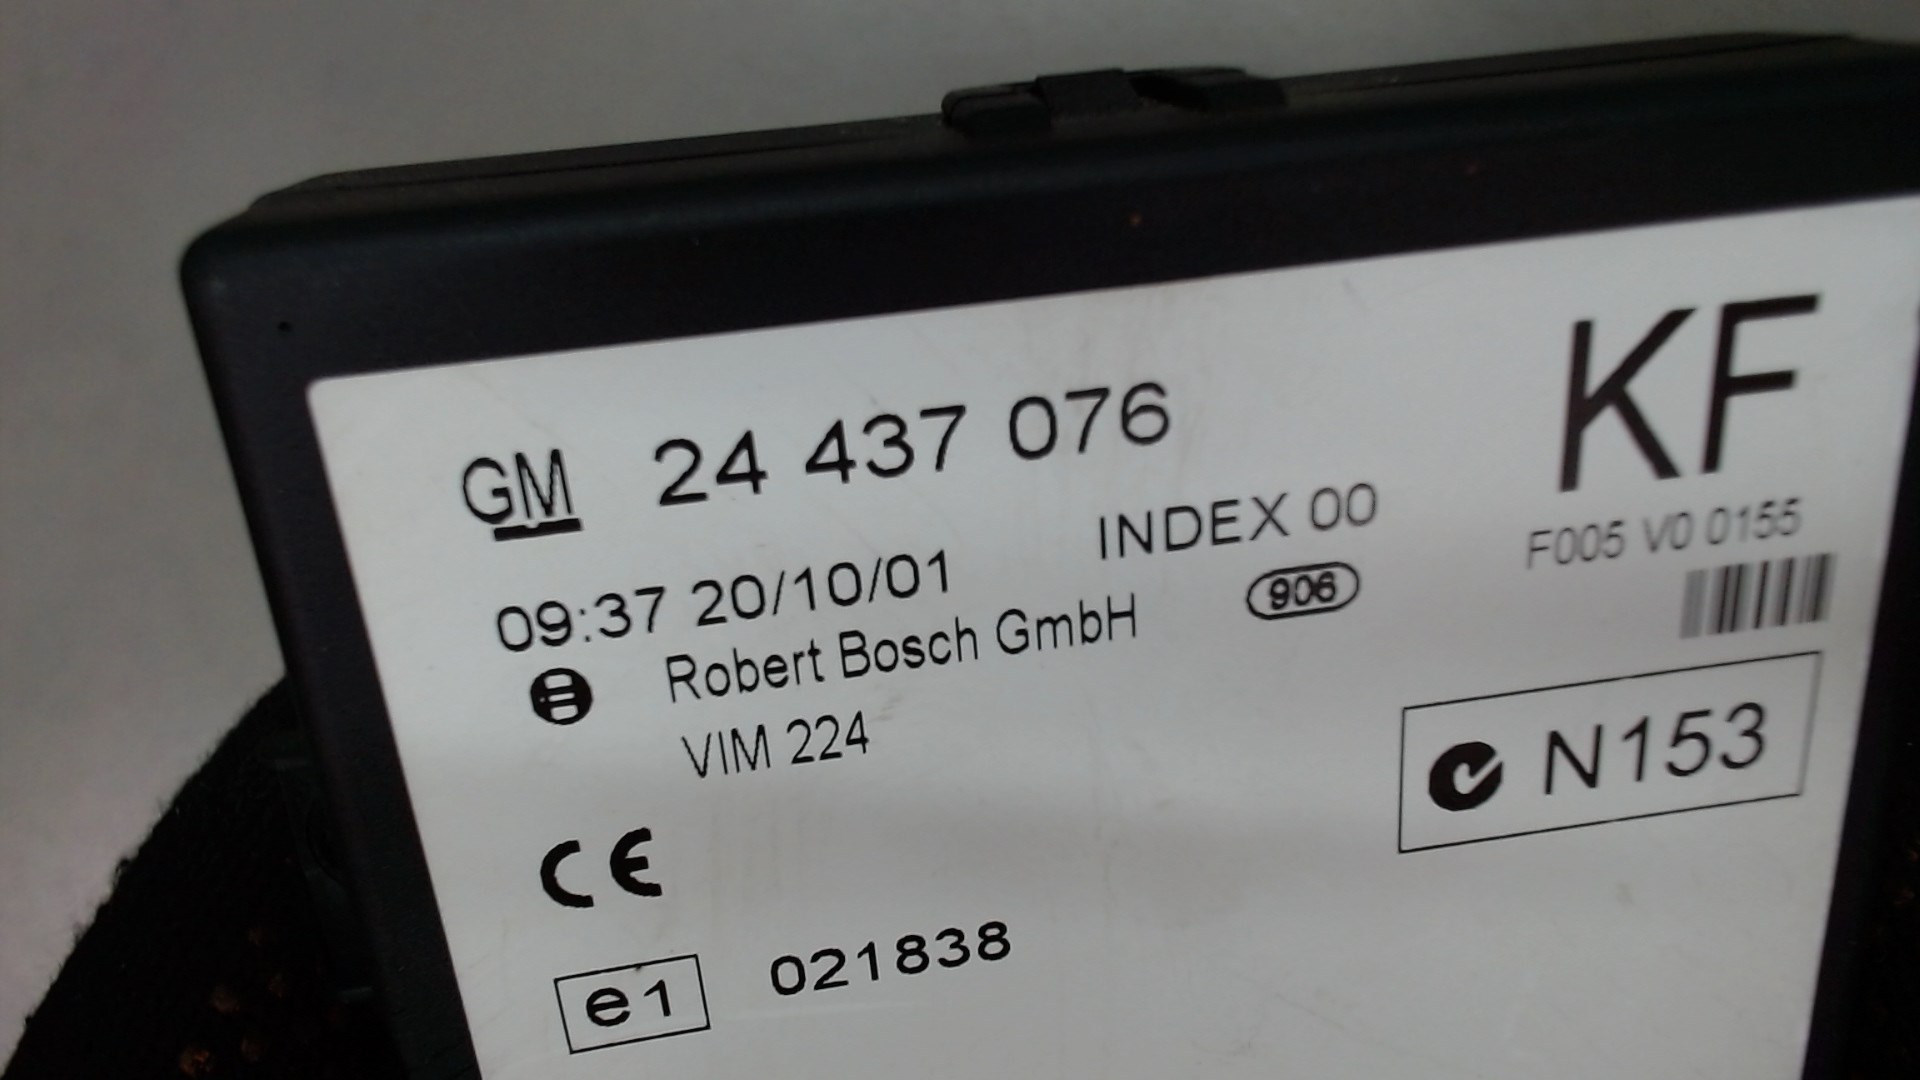 GM 24 437 076
KF
INDEX 00
F005 V0 0155
09:37 20/10/01
906
Robert Bosch GmbH
VIM 224
N153
CE
e1 021838